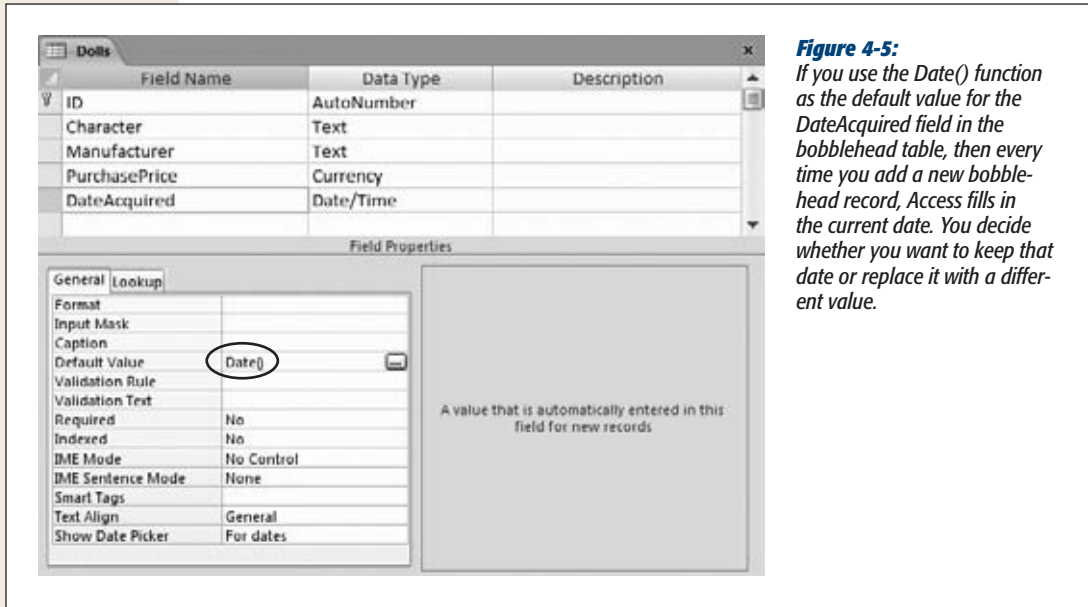 Dolls
Field Name Data Type Description
ID AutoNumber
Character Text
Manufacturer Text
PurchasePrice Currency
DateAcquired Date/Time
Field Properties
General Lookup
Format
Input Mask
Caption
Default Value Date()
Validation Rule
Validation Text
Required No
Indexed No
IME Mode No Control
IME Sentence Mode None
Smart Tags
Text Align General
Show Date Picker For dates
A value that is automatically entered in this
field for new records
Figure 4-5:
If you use the Date() function
as the default value for the
DateAcquired field in the
bobblehead table, then every
time you add a new bobble-
head record, Access fills in
the current date. You decide
whether you want to keep that
date or replace it with a differ-
ent value.